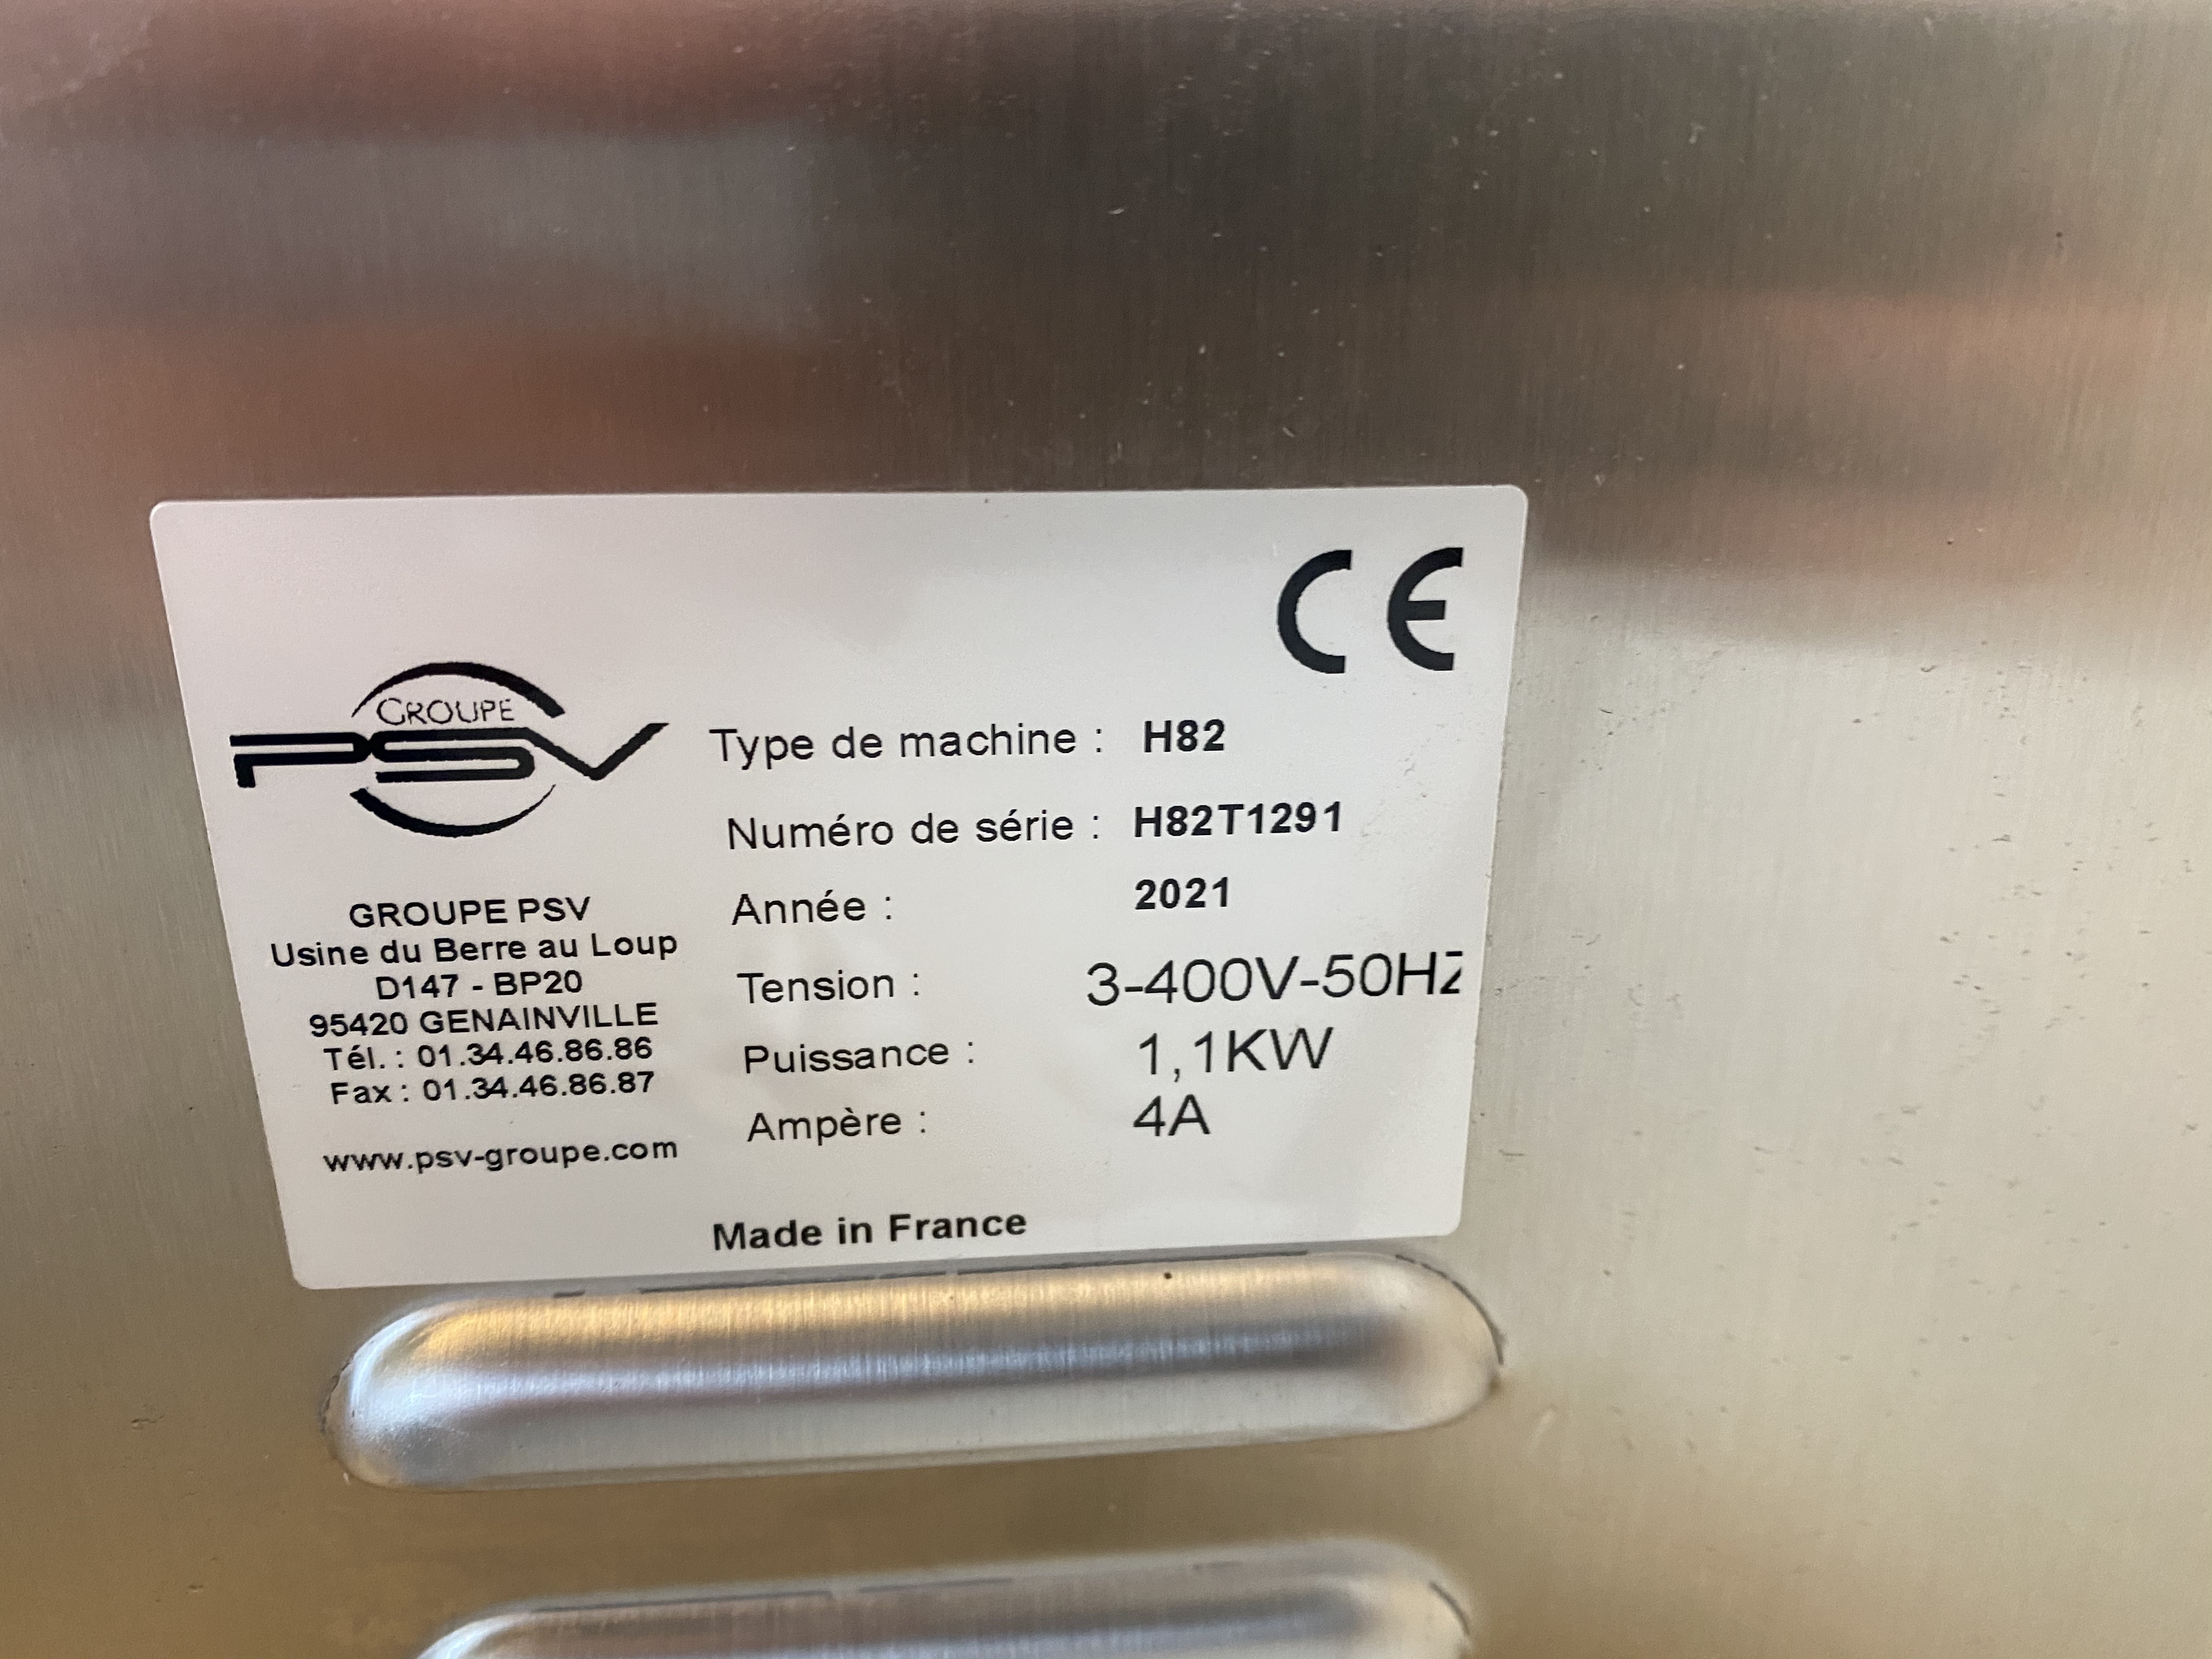 CE
GROUPE
PSV
Type de machine : H82
Numéro de série : H82T1291
Année : 2021
Tension : 3-400V-50HZ
Puissance : 1,1KW
Ampère : 4A
GROUPE PSV
Usine du Berre au Loup
D147 - BP20
95420 GENAINVILLE
Tél. : 01.34.46.86.86
Fax : 01.34.46.86.87
www.psv-groupe.com
Made in France